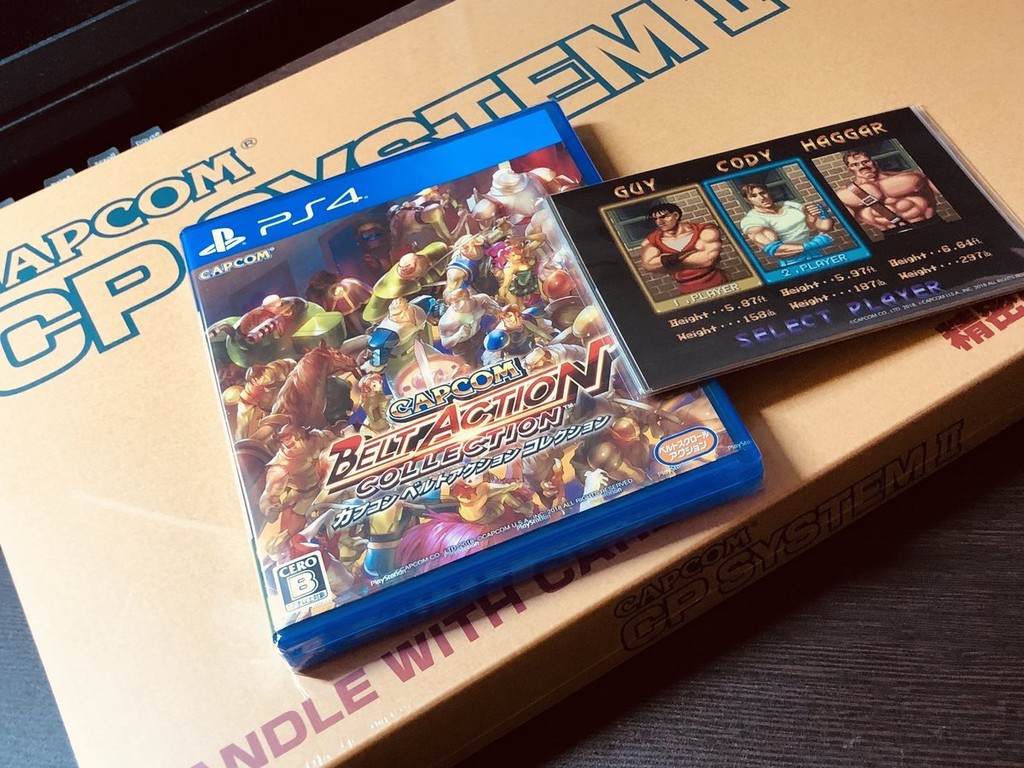 CAPCOM®
CP SYSTEM II
PS4
CAPCOM
CAPCOM
BELT ACTION
COLLECTION™
カプコン ベルトアクション コレクション
ベルトスクロール
アクション
CERO
B
GUY
CODY
HAGGAR
1.PLAYER
2.PLAYER
Height..5.87ft.
Weight...158lb
Height..5.97ft.
Weight...187lb
Height..6.64ft.
Weight...297lb
SELECT PLAYER
ANDLE WITH CAR
CAPCOM
CP SYSTEM II